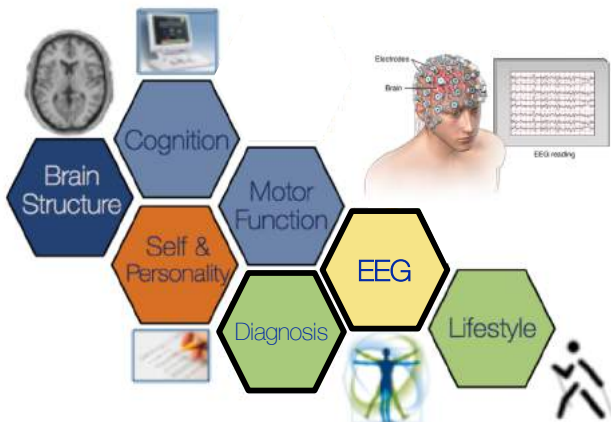 Electrodes
Brain
EEG reading
Cognition
Brain
Structure
Motor
Function
Self &
Personality
EEG
Diagnosis
Lifestyle